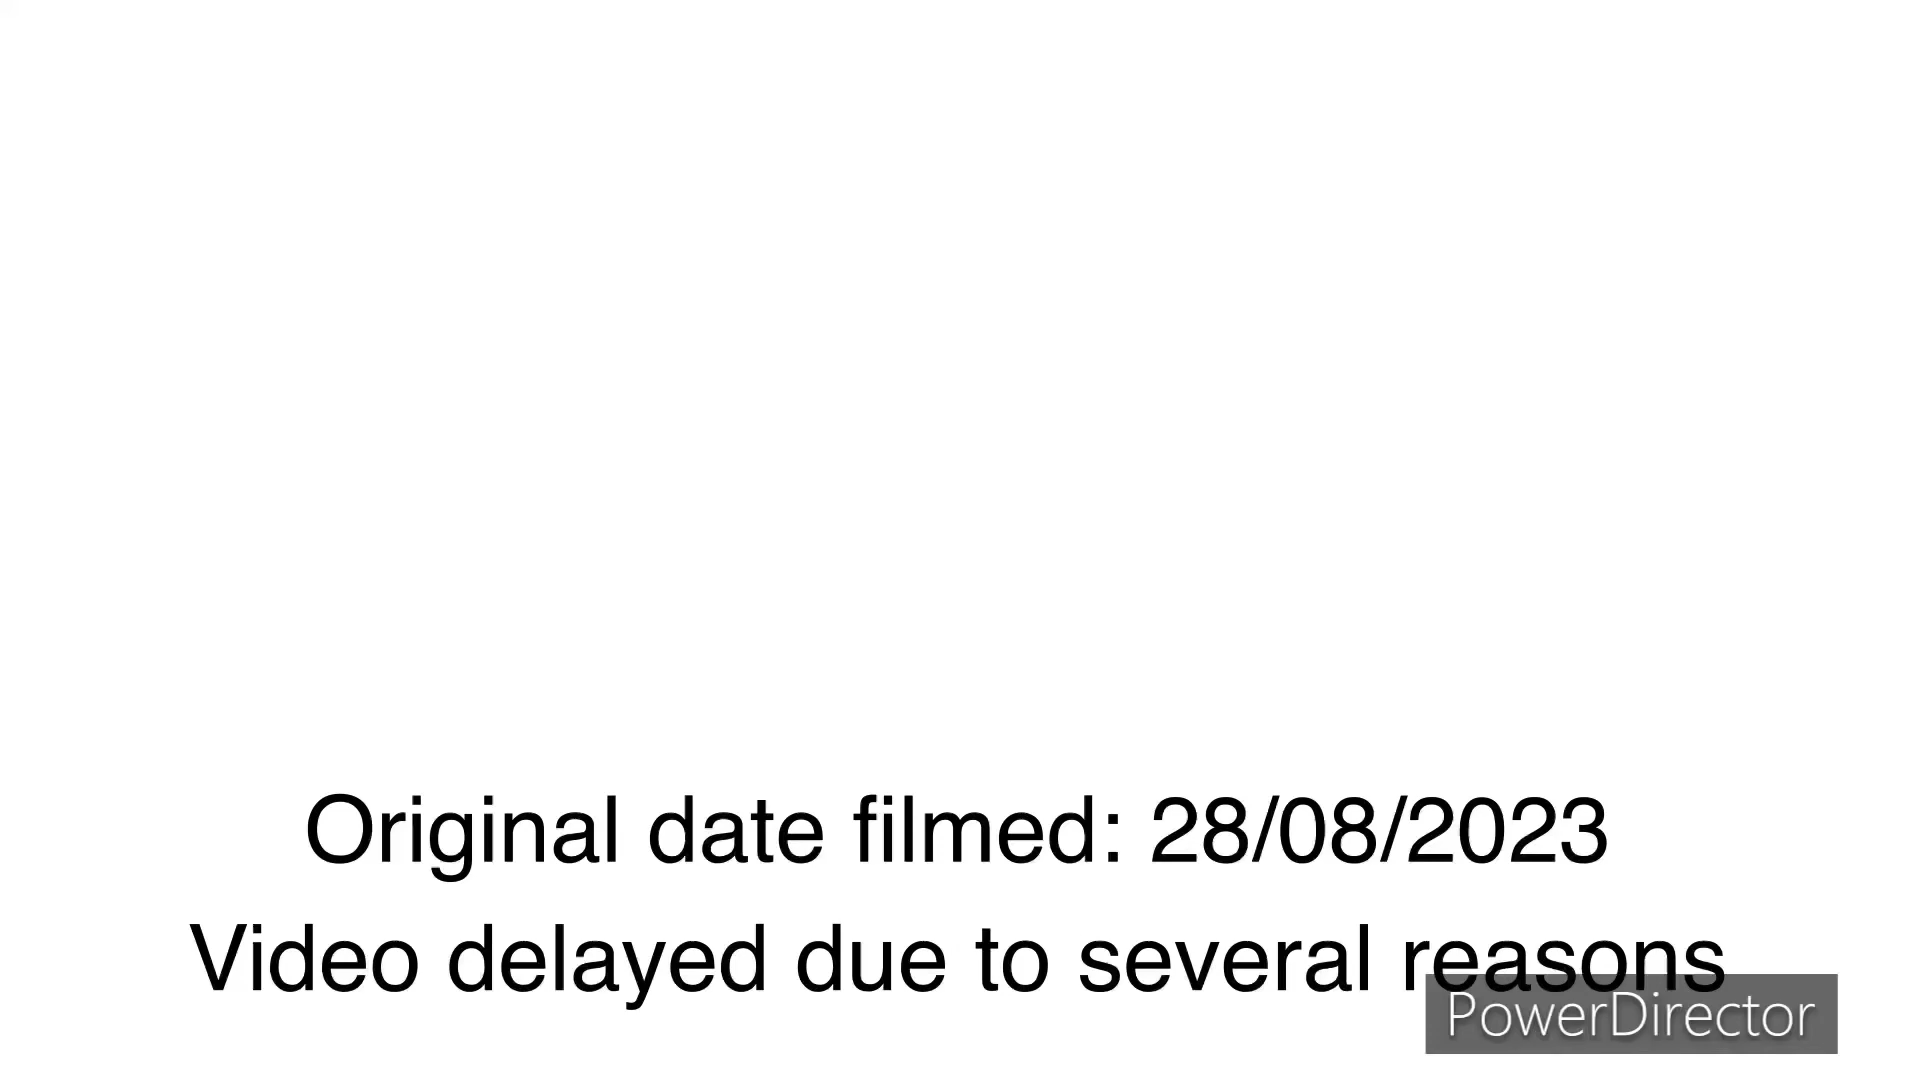 Original date filmed: 28/08/2023
Video delayed due to several reasons
PowerDirector